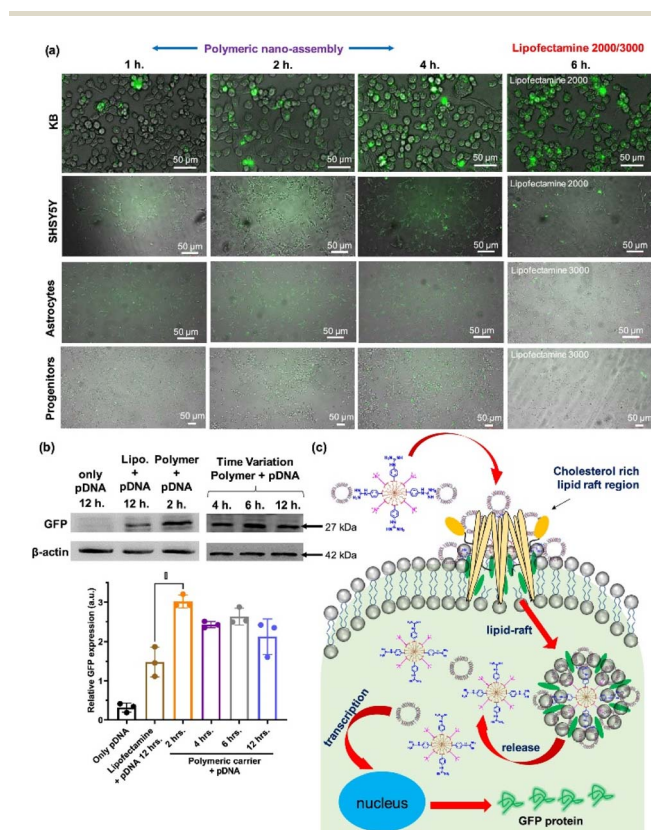 (a)
Polymeric nano-assembly
Lipofectamine 2000/3000
1 h.
2 h.
4 h.
6 h.
KB
50 µm
50 µm
50 µm
Lipofectamine 2000
50 µm
SHSY5Y
50 µm
50 µm
50 µm
Lipofectamine 2000
50 µm
Astrocytes
50 µm
50 µm
50 µm
Lipofectamine 3000
50 µm
Progenitors
50 µm
50 µm
50 µm
Lipofectamine 3000
50 µm
(b)
only
pDNA
12 h.
Lipo.
+
pDNA
12 h.
Polymer
+
pDNA
2 h.
Time Variation
Polymer + pDNA
4 h.
6 h.
12 h.
GFP
27 kDa
β-actin
42 kDa
Relative GFP expression (a.u.)
3
2
1
0
Only pDNA
Lipofectamine
+ pDNA 12 hrs.
2 hrs.
4 hrs.
6 hrs.
12 hrs.
Polymeric carrier
+ pDNA
(c)
Cholesterol rich
lipid raft region
lipid-raft
release
transcription
nucleus
GFP protein